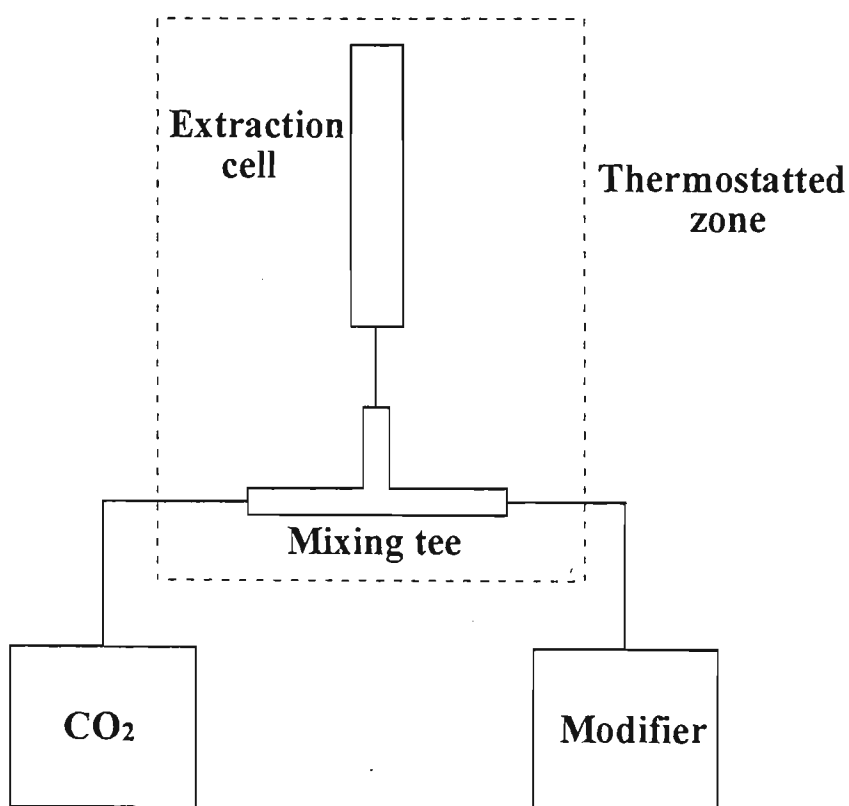 Extraction
cell
Thermostatted
zone
Mixing tee
CO₂
Modifier